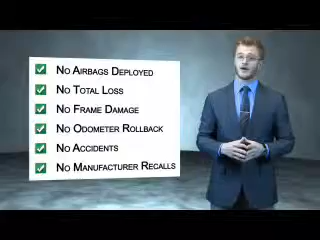 No Airbags Deployed
No Total Loss
No Frame Damage
No Odometer Rollback
No Accidents
No Manufacturer Recalls